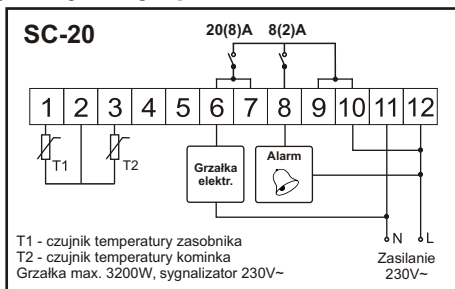 SC-20
20(8)A 8(2)A
1 2 3 4 5 6 7 8 9 10 11 12
T1 T2
Grzałka
elektr.
Alarm
N L
Zasilanie
230V~
T1 - czujnik temperatury zasobnika
T2 - czujnik temperatury kominka
Grzałka max. 3200W, sygnalizator 230V~